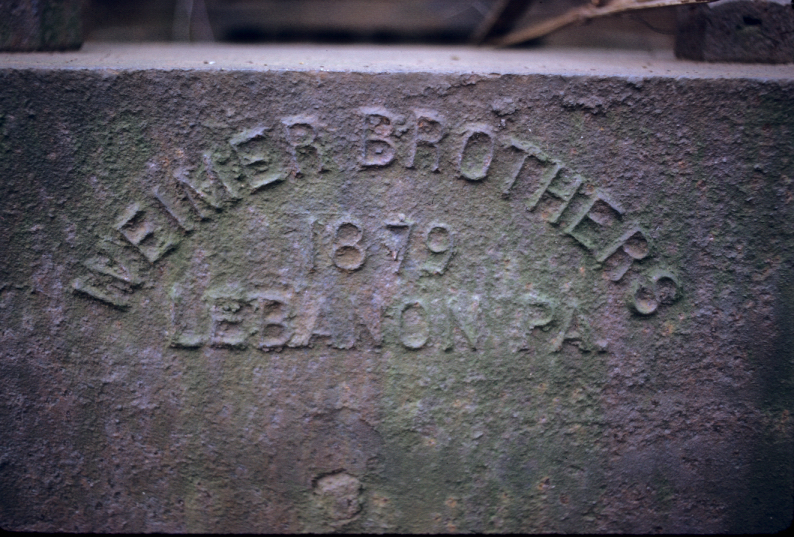 WEIMER BROTHERS
1879
LEBANON PA.